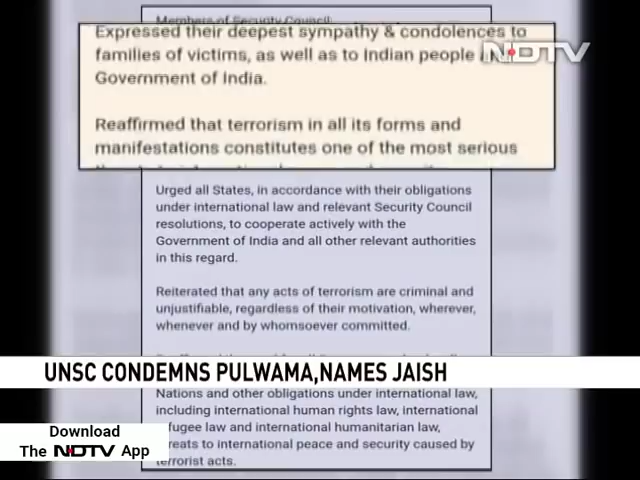 Members of Security Council:
Expressed their deepest sympathy & condolences to
families of victims, as well as to Indian people
Government of India.
NDTV
Reaffirmed that terrorism in all its forms and
manifestations constitutes one of the most serious
Urged all States, in accordance with their obligations
under international law and relevant Security Council
resolutions, to cooperate actively with the
Government of India and all other relevant authorities
in this regard.
Reiterated that any acts of terrorism are criminal and
unjustifiable, regardless of their motivation, wherever,
whenever and by whomsoever committed.
UNSC CONDEMNS PULWAMA,NAMES JAISH
Nations and other obligations under international law,
including international human rights law, international
refugee law and international humanitarian law,
threats to international peace and security caused by
terrorist acts.
Download
The NDTV App